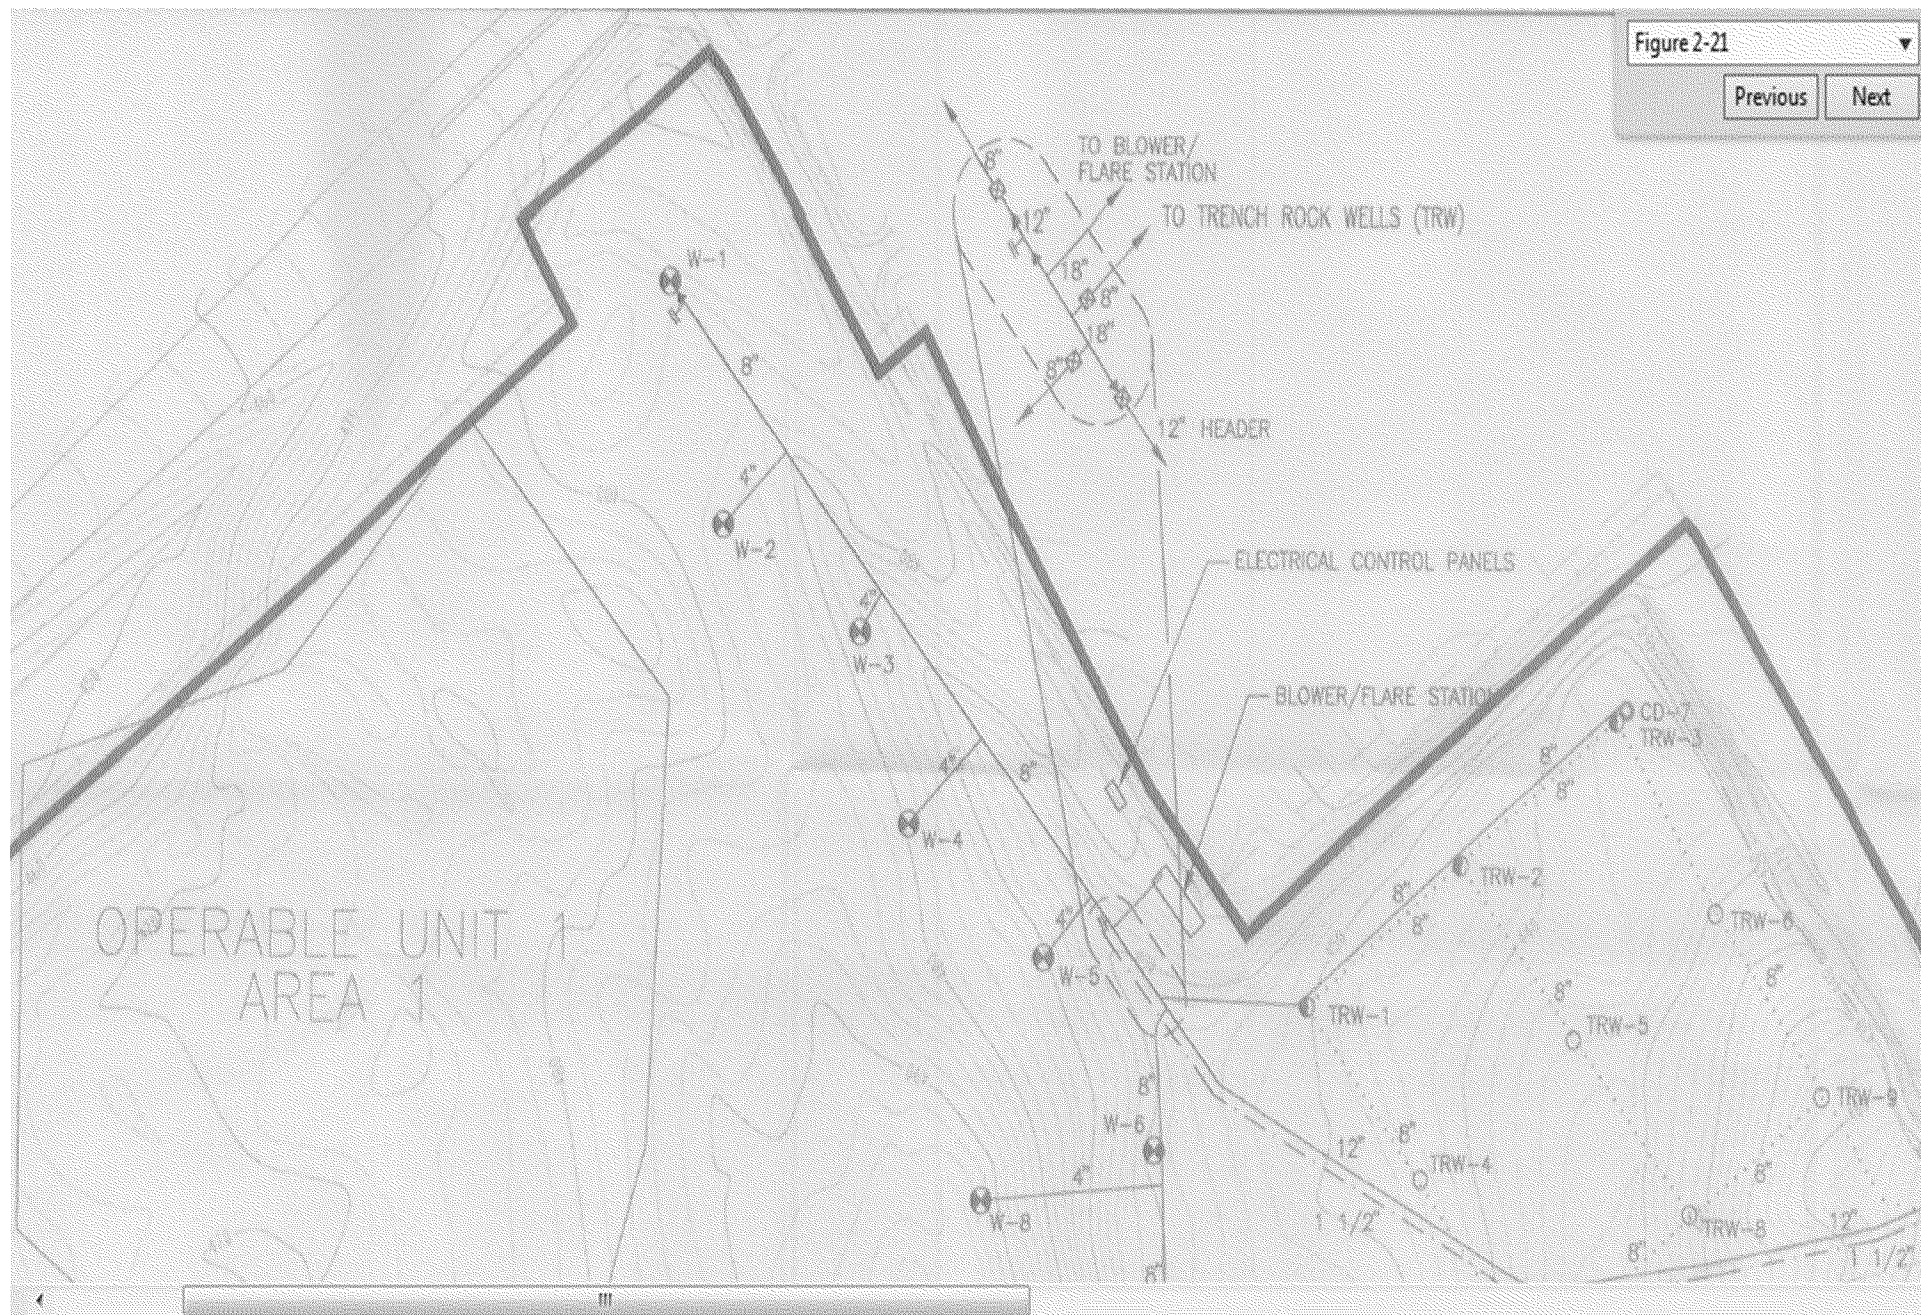 Figure 2-21
Previous
Next
TO BLOWER/
FLARE STATION
8"
TO TRENCH ROCK WELLS (TRW)
12"
18"
8"
18"
8"
12" HEADER
W-1
8"
4"
W-2
4"
W-3
ELECTRICAL CONTROL PANELS
BLOWER/FLARE STATION
CD-7
TRW-3
8"
8"
4"
8"
W-4
TRW-2
8"
8"
4"
W-5
TRW-6
OPERABLE UNIT 1
AREA 1
TRW-1
8"
8"
TRW-5
8"
TRW-9
W-6
12"
8"
TRW-4
4"
8"
W-8
1 1/2"
TRW-8
12"
8"
1 1/2"
8"